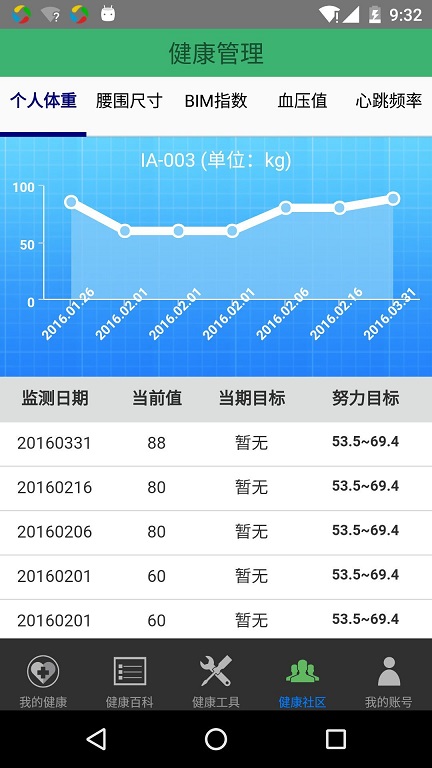 9:32
健康管理
个人体重 腰围尺寸 BIM指数 血压值 心跳频率
IA-003 (单位：kg)
100
50
0
2016.01.26 2016.02.01 2016.02.01 2016.02.01 2016.02.06 2016.02.16 2016.03.31
监测日期 当前值 当期目标 努力目标
20160331 88 暂无 53.5~69.4
20160216 80 暂无 53.5~69.4
20160206 80 暂无 53.5~69.4
20160201 60 暂无 53.5~69.4
20160201 60 暂无 53.5~69.4
我的健康 健康百科 健康工具 健康社区 我的账号